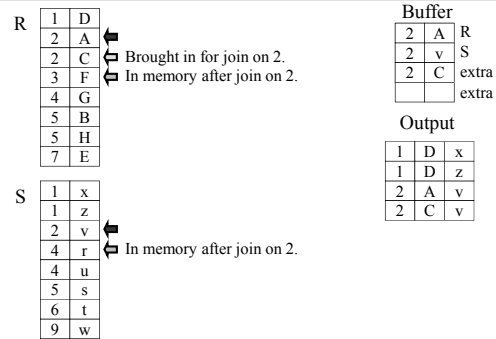 R
1 D
2 A
2 C Brought in for join on 2.
3 F In memory after join on 2.
4 G
5 B
5 H
7 E
S
1 x
1 z
2 v
4 r In memory after join on 2.
4 u
5 s
6 t
9 w
Buffer
2 A R
2 v S
2 C extra
extra
Output
1 D x
1 D z
2 A v
2 C v